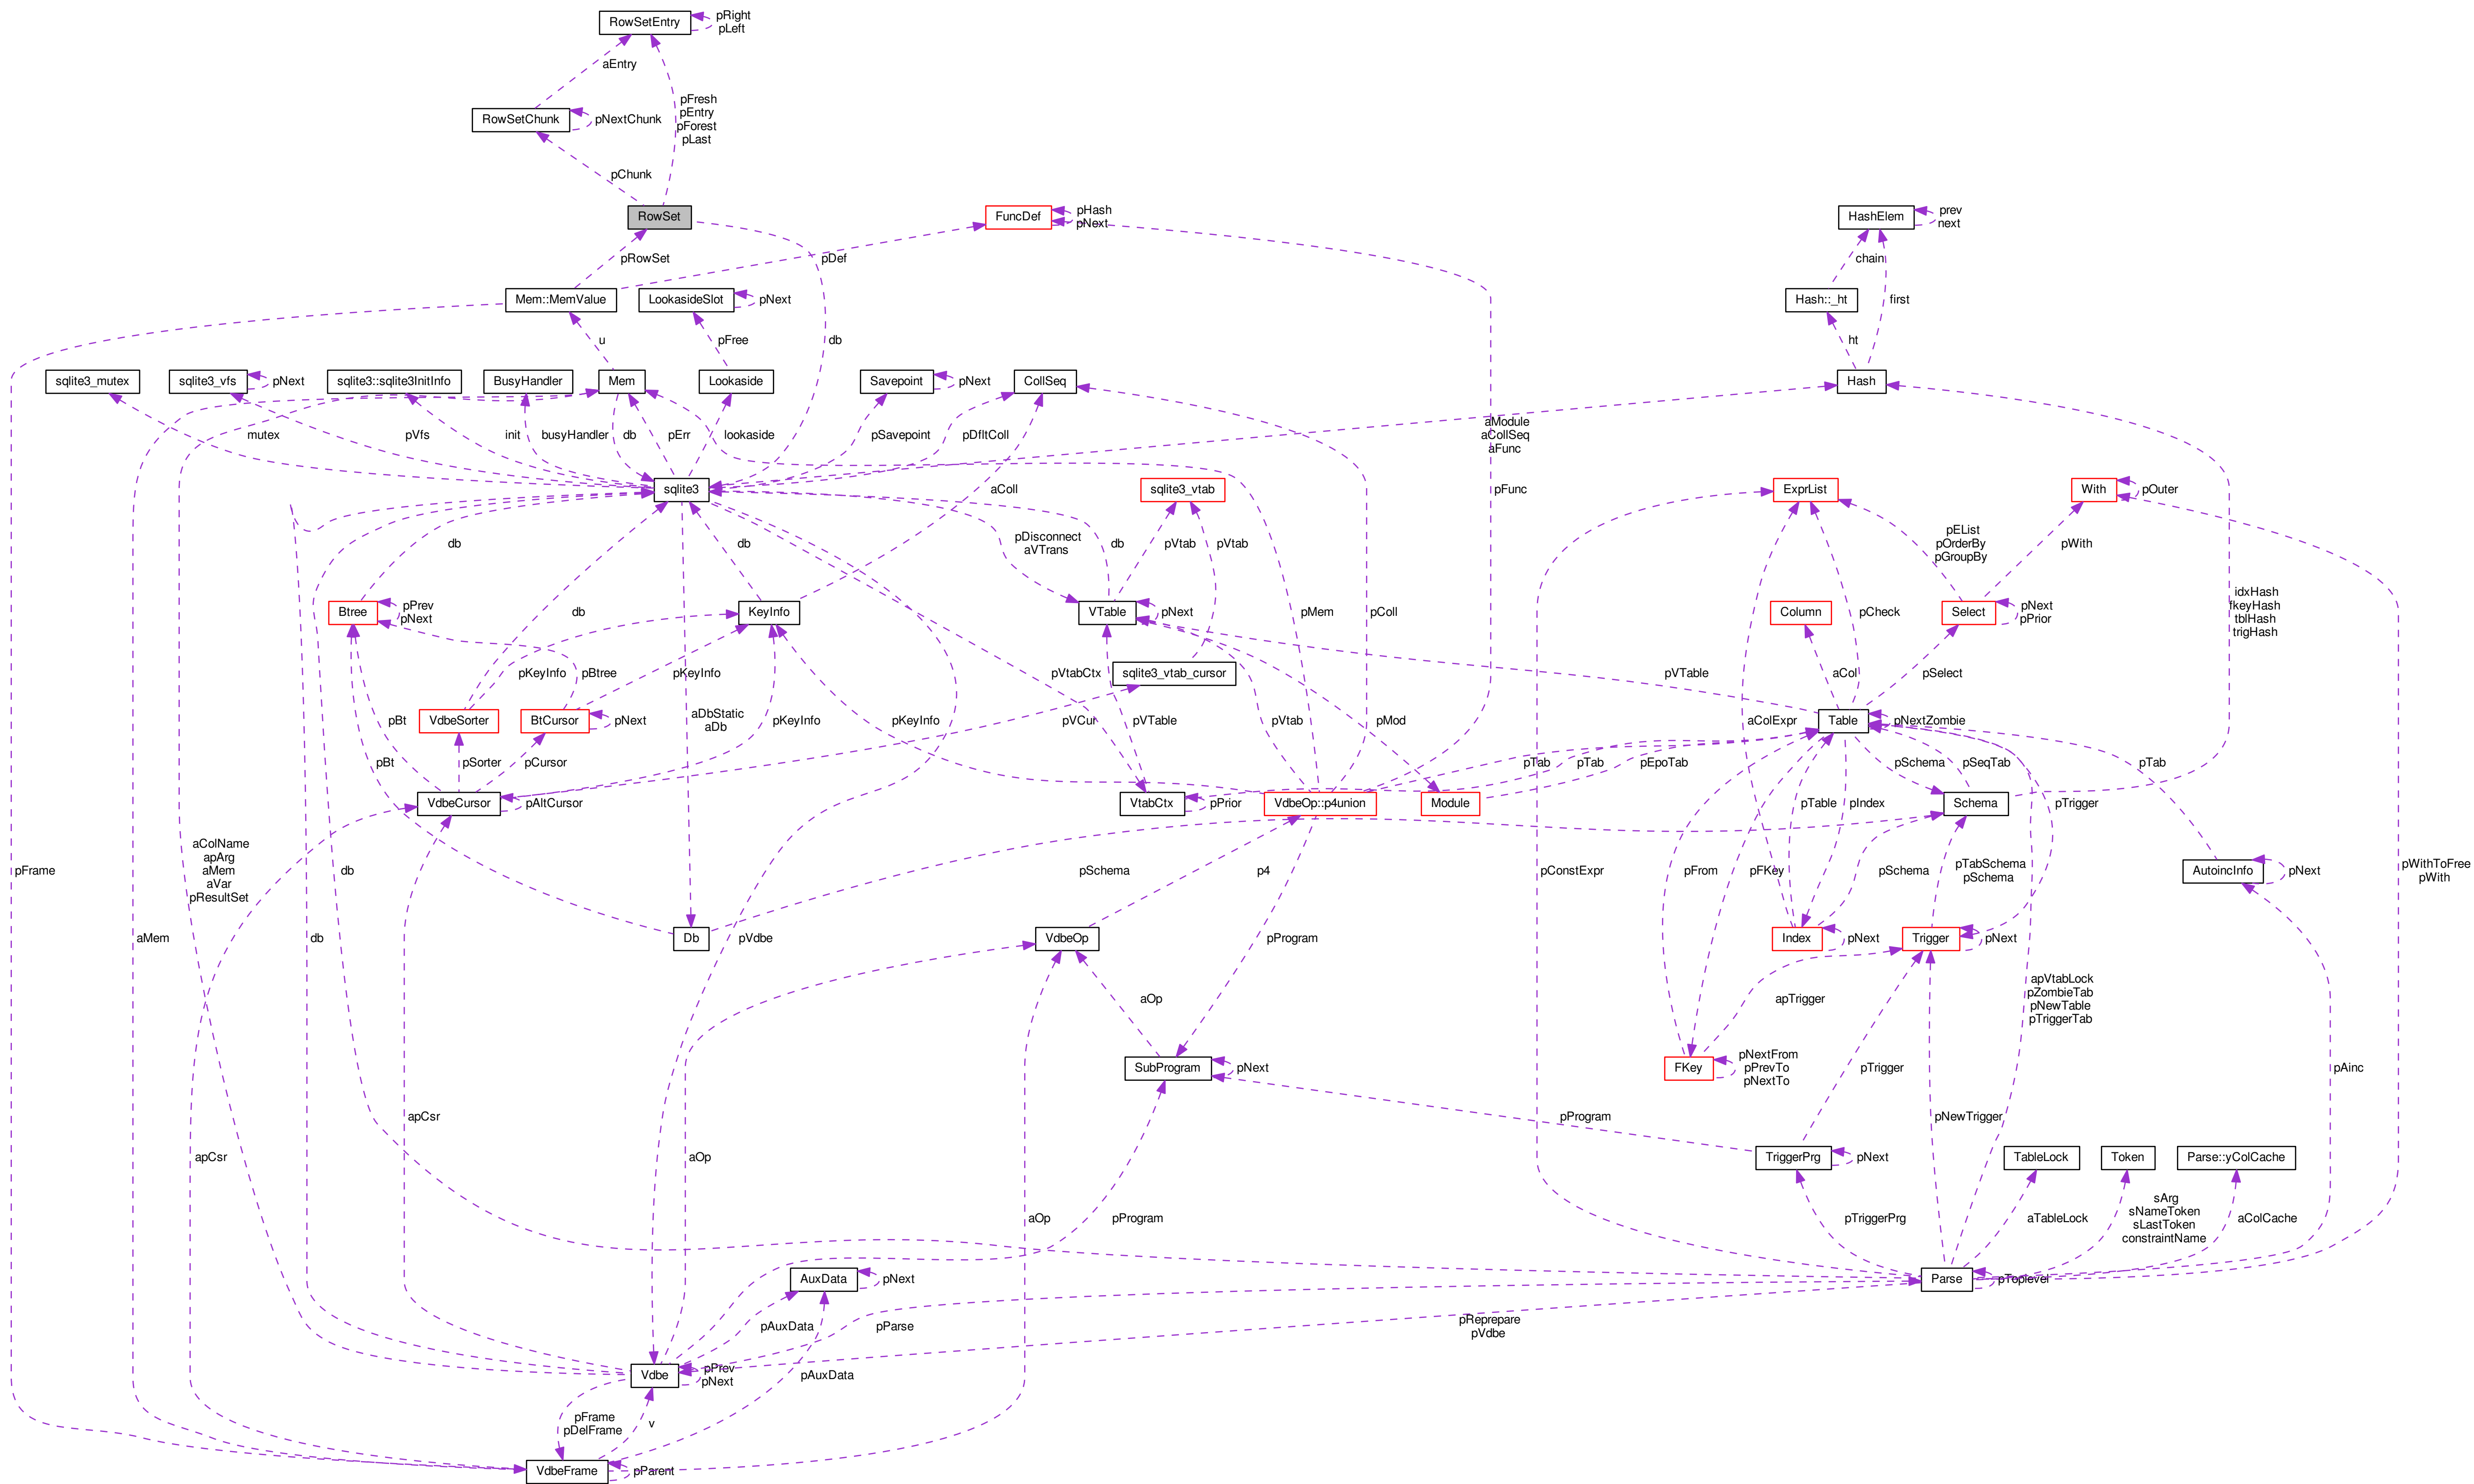 RowSetEntry
pRight
pLeft
aEntry
pFresh
pEntry
pForest
pLast
RowSetChunk
pNextChunk
pChunk
RowSet
FuncDef
pHash
pNext
HashElem
prev
next
pRowSet
pDef
chain
Mem::MemValue
LookasideSlot
pNext
Hash::_ht
first
u
pFree
db
ht
sqlite3_mutex
sqlite3_vfs
pNext
sqlite3::sqlite3InitInfo
BusyHandler
Mem
Lookaside
Savepoint
pNext
CollSeq
Hash
mutex
pVfs
init
busyHandler
db
pErr
lookaside
pSavepoint
pDfltColl
aModule
aCollSeq
aFunc
sqlite3
aColl
sqlite3_vtab
pFunc
ExprList
With
pOuter
db
db
pDisconnect
aVTrans
db
pVtab
pVtab
pEList
pOrderBy
pGroupBy
pWith
idxHash
fkeyHash
tblHash
trigHash
Btree
pPrev
pNext
db
KeyInfo
VTable
pNext
pMem
pColl
Column
pCheck
Select
pNext
pPrior
pKeyInfo
pBtree
pKeyInfo
pVtabCtx
sqlite3_vtab_cursor
pVTable
aCol
pSelect
VdbeSorter
BtCursor
pNext
aDbStatic
aDb
pKeyInfo
pBt
pVCur
pKeyInfo
pVTable
pVtab
pMod
aColExpr
Table
pNextZombie
pBt
pSorter
pCursor
pTab
pTab
pEpoTab
pSchema
pSeqTab
pTab
VdbeCursor
pAltCursor
VtabCtx
pPrior
VdbeOp::p4union
Module
pTable
pIndex
Schema
pTrigger
aColName
apArg
aMem
aVar
pResultSet
pFrame
db
pSchema
p4
pConstExpr
pFrom
pFKey
pSchema
pTabSchema
pSchema
AutoincInfo
pNext
pWithToFree
pWith
aMem
db
pVdbe
Db
VdbeOp
pProgram
Index
pNext
Trigger
pNext
aOp
apTrigger
apVtabLock
pZombieTab
pNewTable
pTriggerTab
SubProgram
pNext
FKey
pNextFrom
pPrevTo
pNextTo
pTrigger
pAinc
apCsr
pProgram
pNewTrigger
apCsr
aOp
TriggerPrg
pNext
TableLock
Token
Parse::yColCache
aOp
pProgram
pTriggerPrg
aTableLock
sArg
sNameToken
sLastToken
constraintName
aColCache
AuxData
pNext
Parse
pToplevel
pAuxData
pParse
pReprepare
pVdbe
Vdbe
pPrev
pNext
pAuxData
pFrame
pDelFrame
v
VdbeFrame
pParent